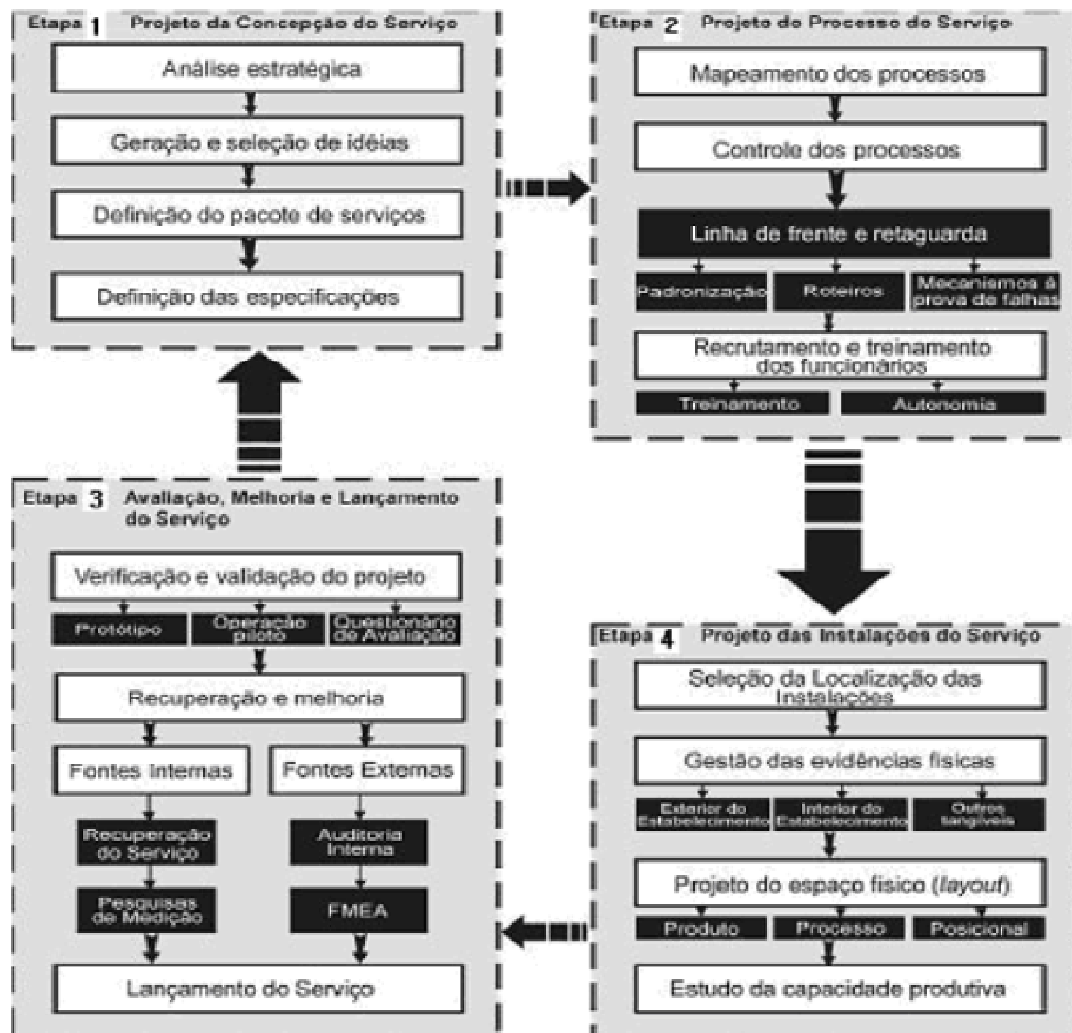 Etapa 1 Projeto da Concepção do Serviço
Análise estratégica
Geração e seleção de idéias
Definição do pacote de serviços
Definição das especificações
Etapa 2 Projeto do Processo do Serviço
Mapeamento dos processos
Controle dos processos
Linha de frente e retaguarda
Padronização
Roteiros
Mecanismos à
prova de falhas
Recrutamento e treinamento
dos funcionários
Treinamento
Autonomia
Etapa 3 Avaliação, Melhoria e Lançamento
do Serviço
Verificação e validação do projeto
Protótipo
Operação
piloto
Questionário
de Avaliação
Recuperação e melhoria
Fontes Internas
Fontes Externas
Recuperação
do Serviço
Auditoria
Interna
Pesquisas
de Medição
FMEA
Lançamento do Serviço
Etapa 4 Projeto das Instalações do Serviço
Seleção da Localização das
Instalações
Gestão das evidências físicas
Exterior do
Estabelecimento
Interior do
Estabelecimento
Outros
tangíveis
Projeto do espaço físico (layout)
Produto
Processo
Posicional
Estudo da capacidade produtiva